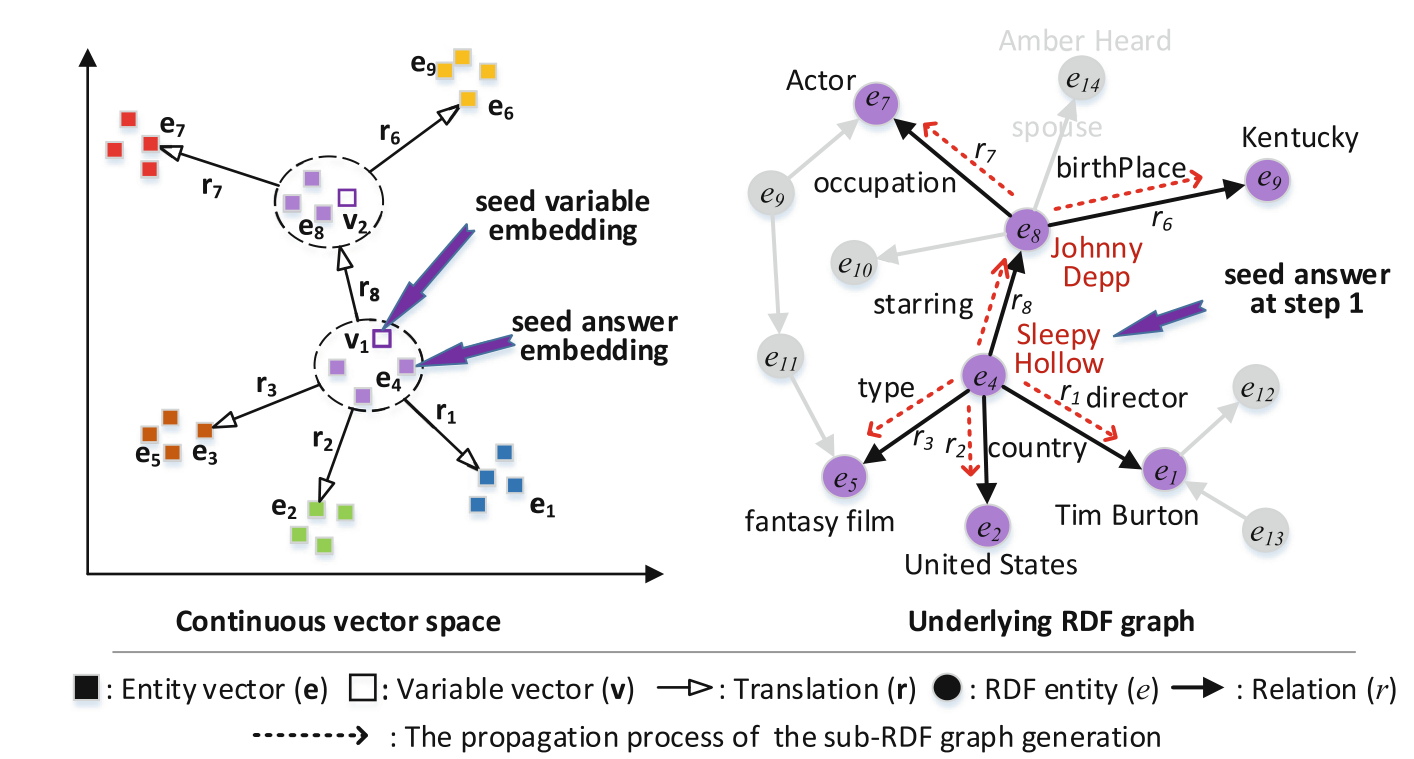 e9
e6
r6
e7
r7
e8
v2
seed variable
embedding
r8
seed answer
embedding
v1
e4
r3
r1
r2
e5
e3
e2
e1
Continuous vector space
Amber Heard
e14
Actor
e7
spouse
Kentucky
r7
birthPlace
e9
occupation
e9
r6
e8
Johnny
Depp
e10
seed answer
at step 1
starring
r8
Sleepy
Hollow
e11
type
e4
r1 director
e12
r3
r2
country
e5
e1
fantasy film
e2
Tim Burton
e13
United States
Underlying RDF graph
: Entity vector (e)
: Variable vector (v)
: Translation (r)
: RDF entity (e)
: Relation (r)
: The propagation process of the sub-RDF graph generation